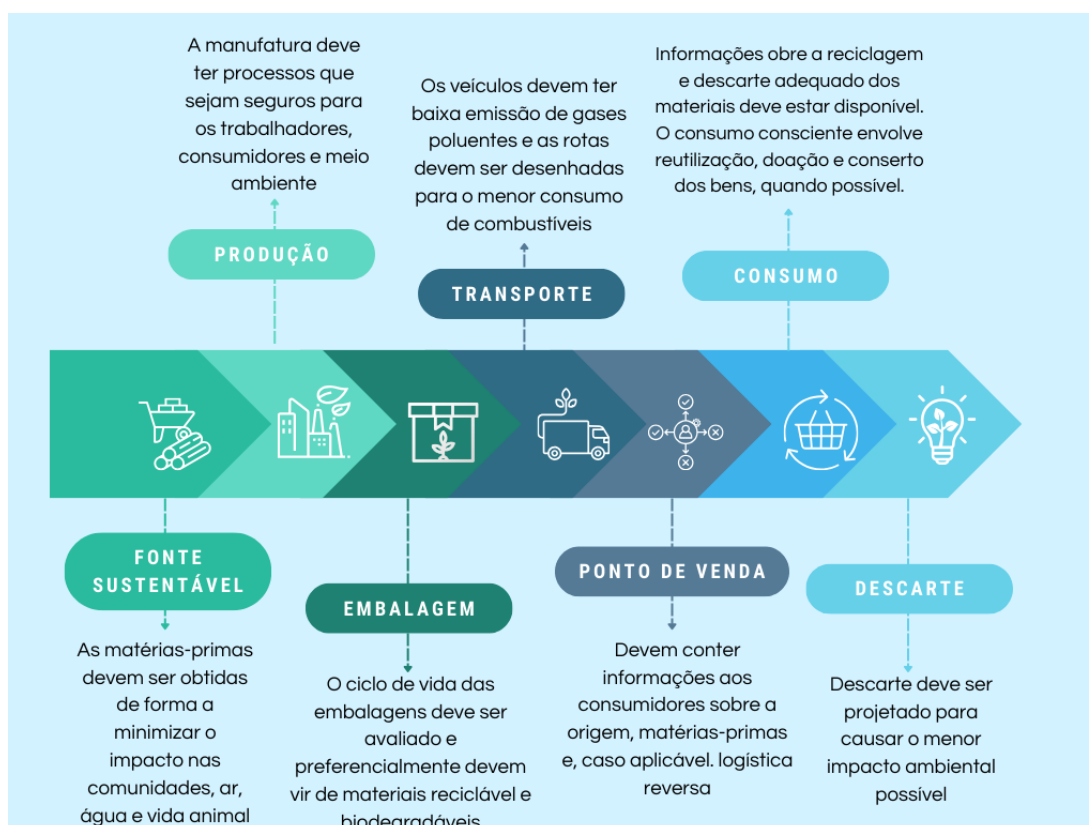 A manufatura deve
ter processos que
sejam seguros para
os trabalhadores,
consumidores e meio
ambiente
PRODUÇÃO
Os veículos devem ter
baixa emissão de gases
poluentes e as rotas
devem ser desenhadas
para o menor consumo
de combustíveis
TRANSPORTE
Informações obre a reciclagem
e descarte adequado dos
materiais deve estar disponível.
O consumo consciente envolve
reutilização, doação e conserto
dos bens, quando possível.
CONSUMO
FONTE
SUSTENTÁVEL
As matérias-primas
devem ser obtidas
de forma a
minimizar o
impacto nas
comunidades, ar,
água e vida animal
EMBALAGEM
O ciclo de vida das
embalagens deve ser
avaliado e
preferencialmente devem
vir de materiais reciclável e
biodegradáveis
PONTO DE VENDA
Devem conter
informações aos
consumidores sobre a
origem, matérias-primas
e, caso aplicável. logística
reversa
DESCARTE
Descarte deve ser
projetado para
causar o menor
impacto ambiental
possível